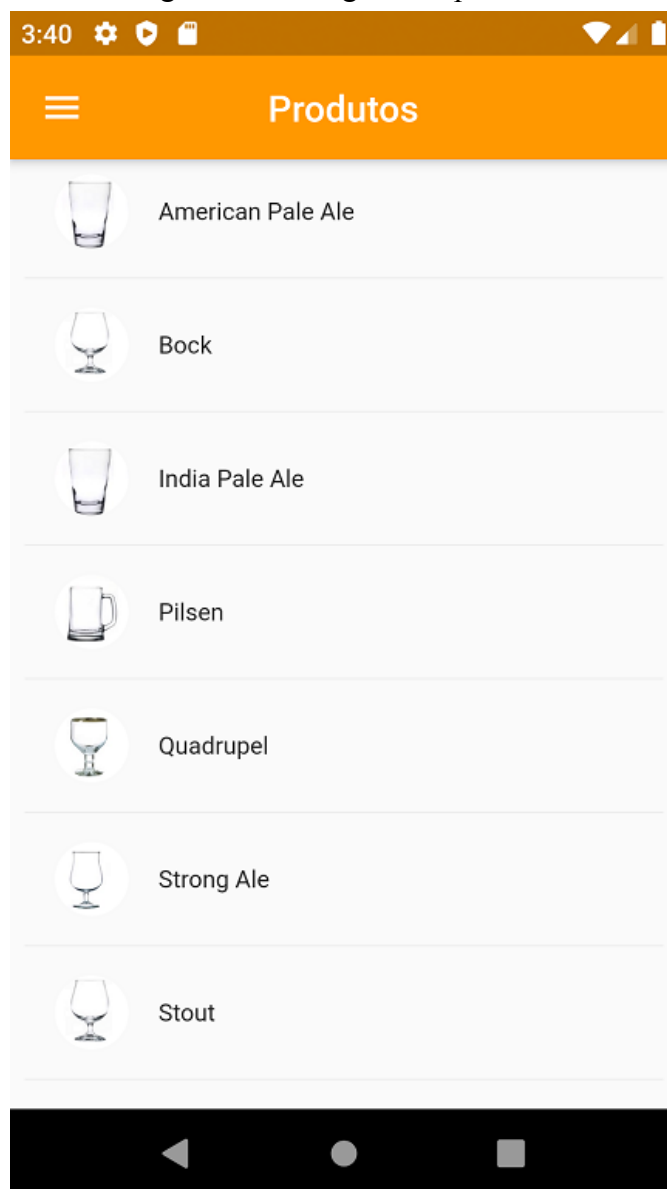 3:40
Produtos
American Pale Ale
Bock
India Pale Ale
Pilsen
Quadrupel
Strong Ale
Stout